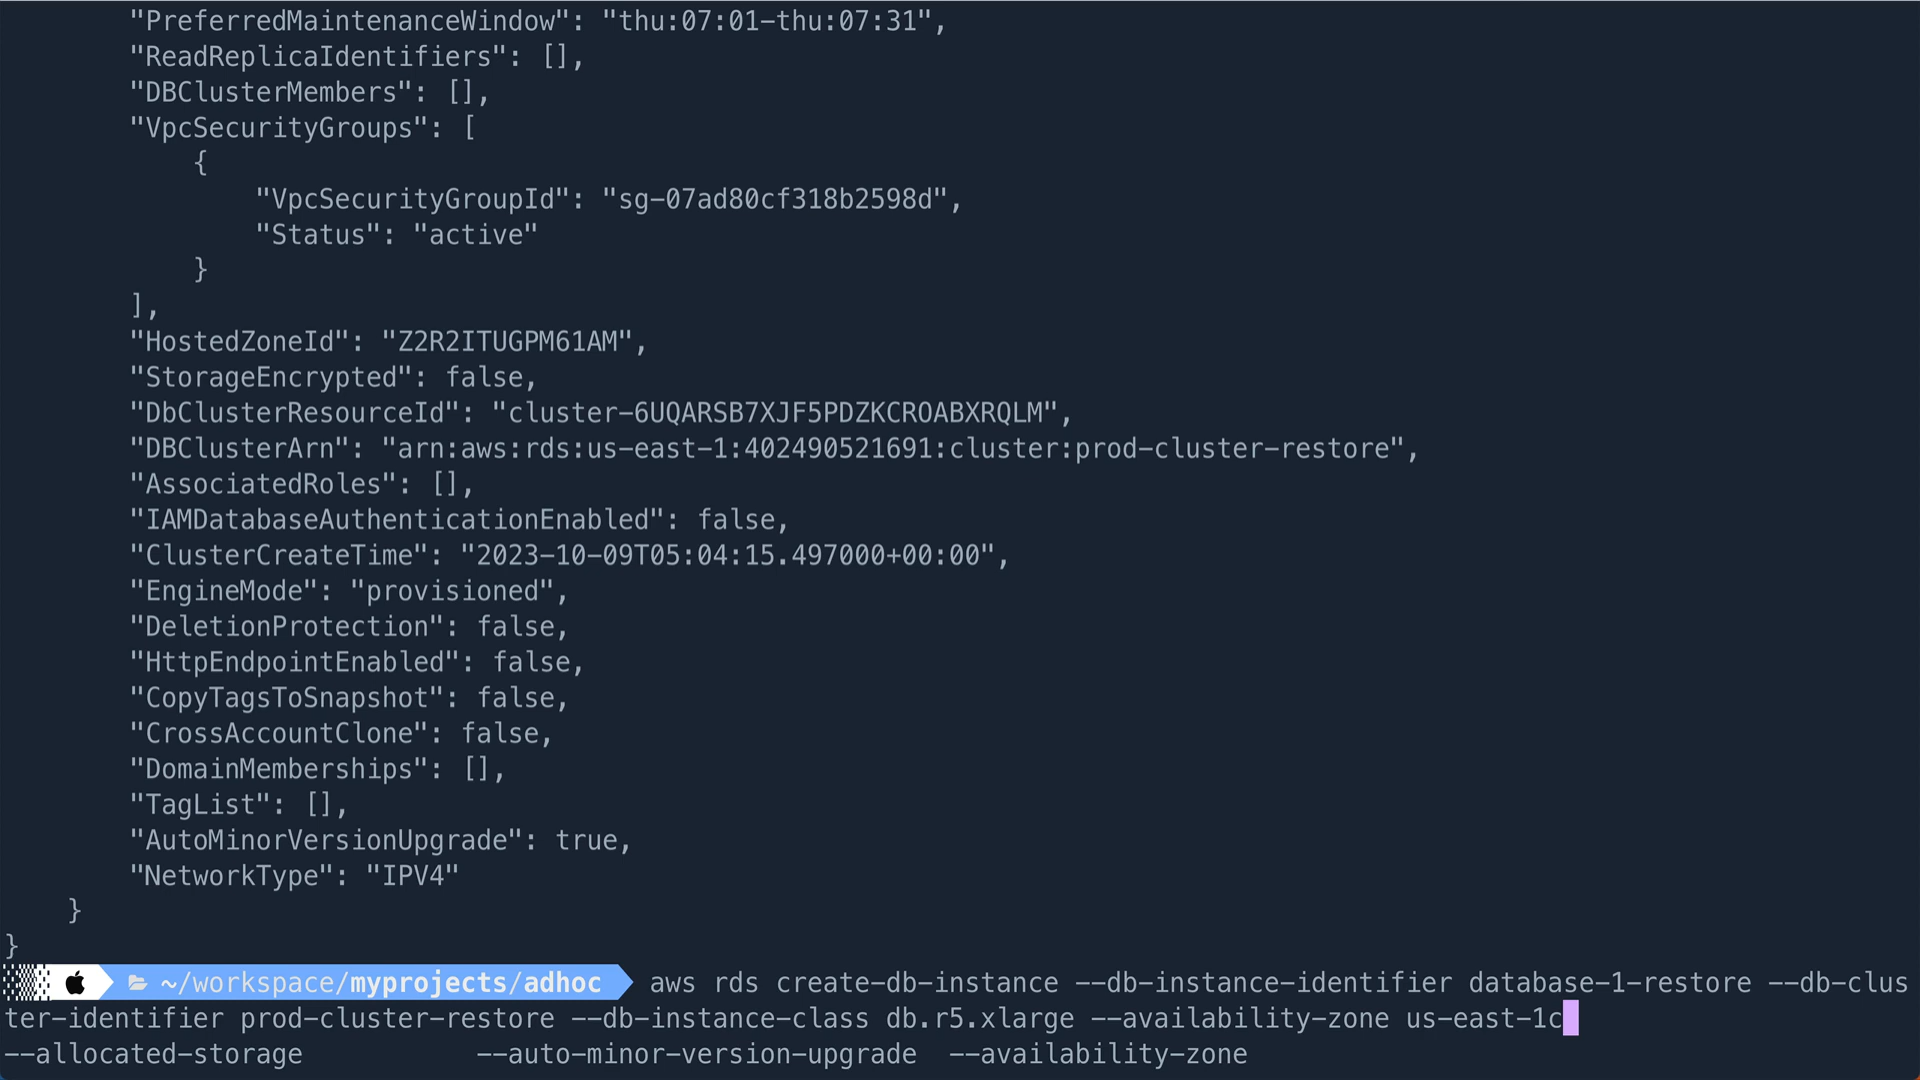 "PreferredMaintenanceWindow": "thu:07:01-thu:07:31",
"ReadReplicaIdentifiers": [],
"DBClusterMembers": [],
"VpcSecurityGroups": [
{
"VpcSecurityGroupId": "sg-07ad80cf318b2598d",
"Status": "active"
}
],
"HostedZoneId": "Z2R2ITUGPM61AM",
"StorageEncrypted": false,
"DbClusterResourceId": "cluster-6UQARSB7XJF5PDZKCROABXRQLM",
"DBClusterArn": "arn:aws:rds:us-east-1:402490521691:cluster:prod-cluster-restore",
"AssociatedRoles": [],
"IAMDatabaseAuthenticationEnabled": false,
"ClusterCreateTime": "2023-10-09T05:04:15.497000+00:00",
"EngineMode": "provisioned",
"DeletionProtection": false,
"HttpEndpointEnabled": false,
"CopyTagsToSnapshot": false,
"CrossAccountClone": false,
"DomainMemberships": [],
"TagList": [],
"AutoMinorVersionUpgrade": true,
"NetworkType": "IPV4"
}
}
~/workspace/myprojects/adhoc aws rds create-db-instance --db-instance-identifier database-1-restore --db-clus
ter-identifier prod-cluster-restore --db-instance-class db.r5.xlarge --availability-zone us-east-1c
--allocated-storage --auto-minor-version-upgrade --availability-zone